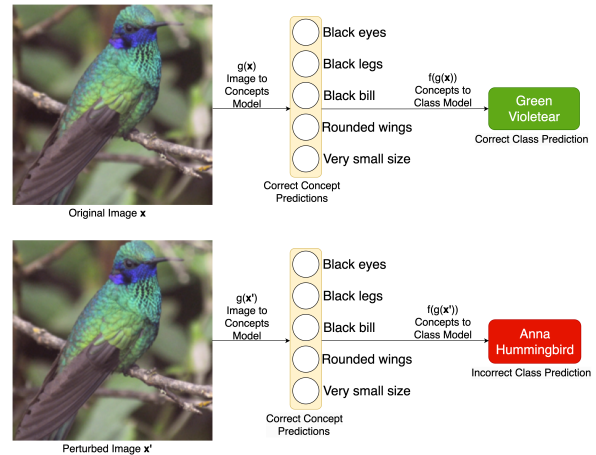 g(x)
Image to
Concepts
Model
Black eyes
Black legs
Black bill
Rounded wings
Very small size
Correct Concept
Predictions
f(g(x))
Concepts to
Class Model
Green
Violetear
Correct Class Prediction
Original Image x
g(x')
Image to
Concepts
Model
Black eyes
Black legs
Black bill
Rounded wings
Very small size
Correct Concept
Predictions
f(g(x'))
Concepts to
Class Model
Anna
Hummingbird
Incorrect Class Prediction
Perturbed Image x'